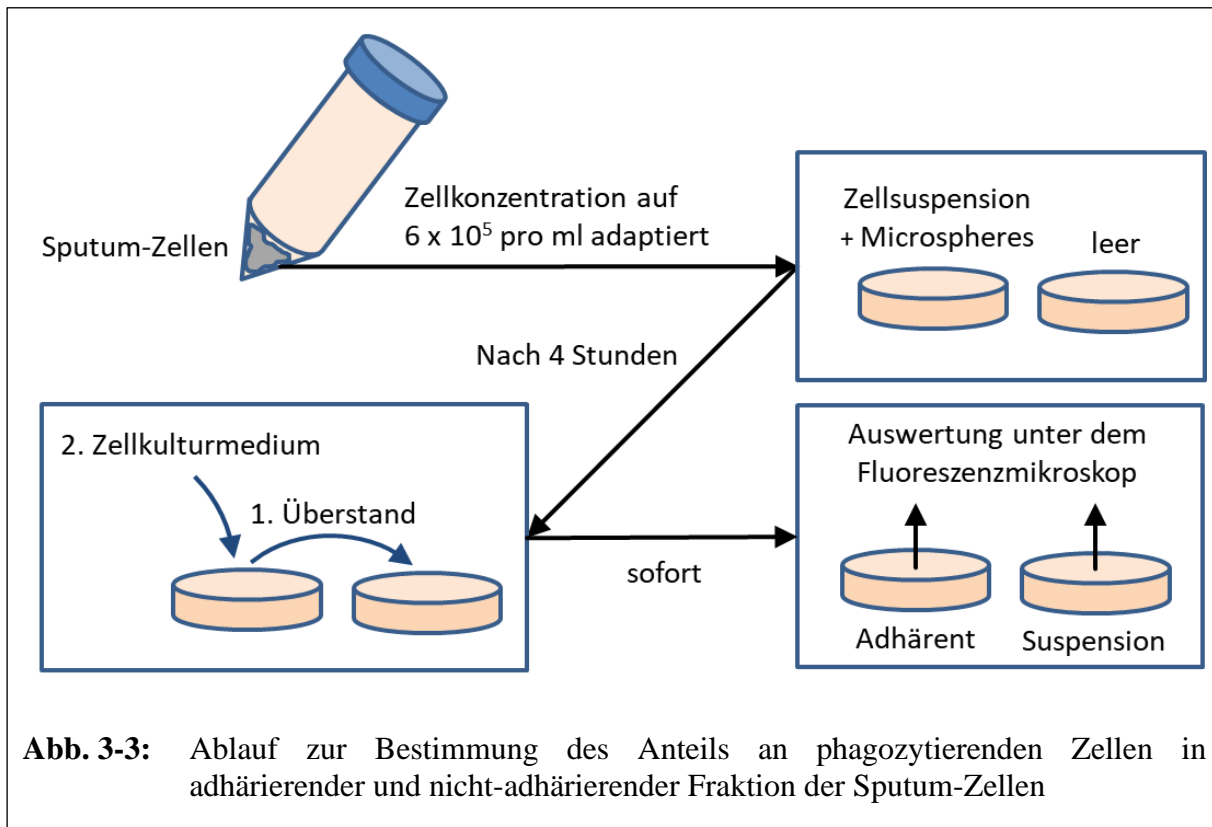 Sputum-Zellen
Zellkonzentration auf
6 x 10⁵ pro ml adaptiert
Zellsuspension
+ Microspheres
leer
Nach 4 Stunden
2. Zellkulturmedium
1. Überstand
sofort
Auswertung unter dem
Fluoreszenzmikroskop
Adhärent
Suspension
Abb. 3-3: Ablauf zur Bestimmung des Anteils an phagozytierenden Zellen in
adhärierender und nicht-adhärierender Fraktion der Sputum-Zellen